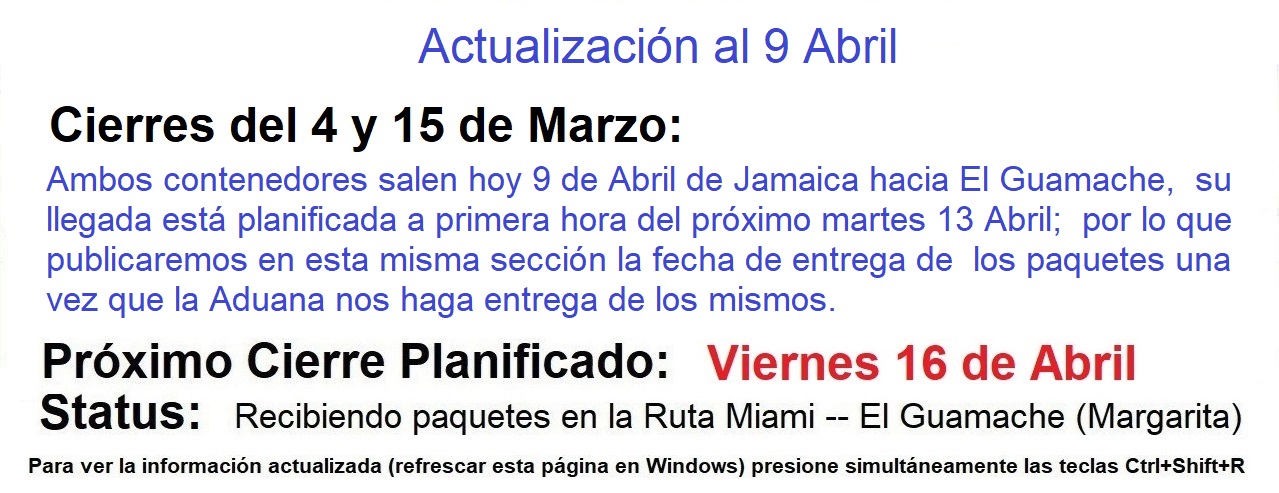 Actualización al 9 Abril
Cierres del 4 y 15 de Marzo:
Ambos contenedores salen hoy 9 de Abril de Jamaica hacia El Guamache,  su
llegada está planificada a primera hora del próximo martes 13 Abril;  por lo que
publicaremos en esta misma sección la fecha de entrega de  los paquetes una
vez que la Aduana nos haga entrega de los mismos.
Próximo Cierre Planificado:  Viernes 16 de Abril
Status:  Recibiendo paquetes en la Ruta Miami -- El Guamache (Margarita)
Para ver la información actualizada (refrescar esta página en Windows) presione simultáneamente las teclas Ctrl+Shift+R